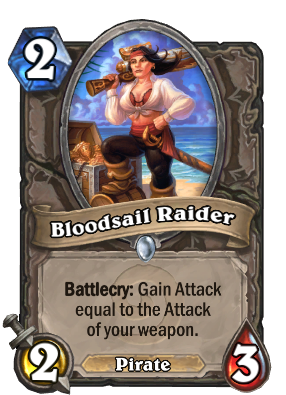 2
Bloodsail Raider
Battlecry: Gain Attack
equal to the Attack
of your weapon.
2
Pirate
3